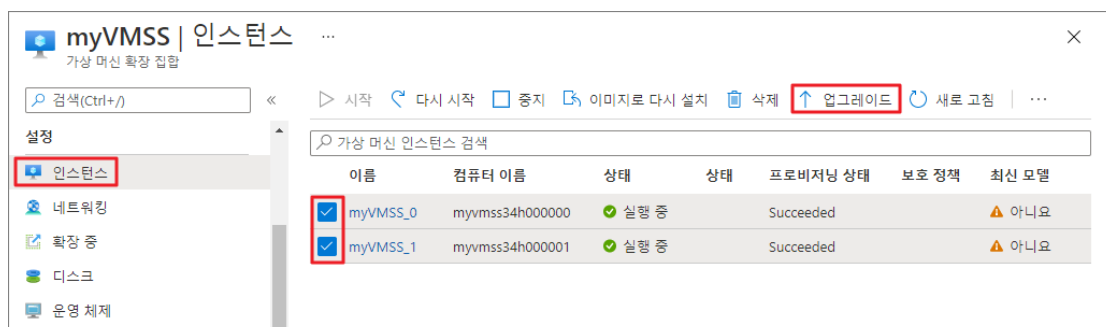 myVMSS | 인스턴스 ...
가상 머신 확장 집합
검색(Ctrl+/)
시작 다시 시작 중지 이미지로 다시 설치 삭제 업그레이드 새로 고침 ...
설정
가상 머신 인스턴스 검색
인스턴스
이름 컴퓨터 이름 상태 상태 프로비저닝 상태 보호 정책 최신 모델
네트워킹
myVMSS_0 myvmss34h000000 실행 중 Succeeded 아니요
확장 중
myVMSS_1 myvmss34h000001 실행 중 Succeeded 아니요
디스크
운영 체제